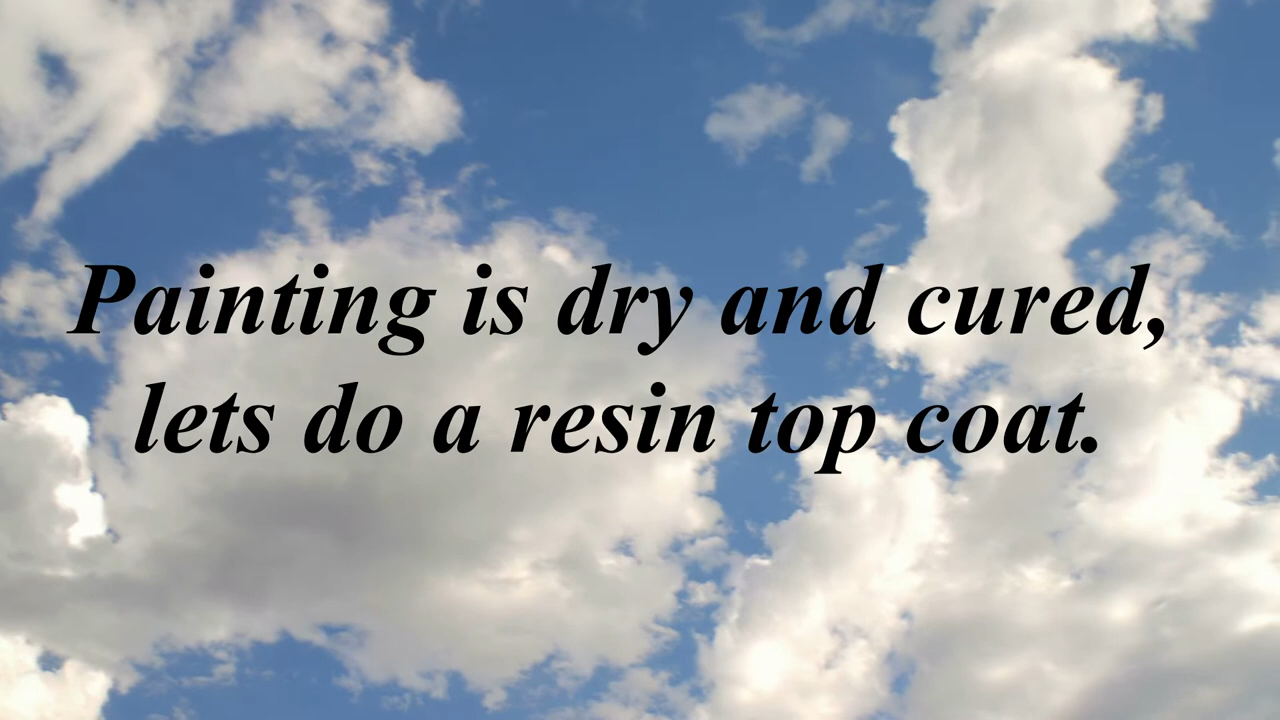 Painting is dry and cured,
lets do a resin top coat.